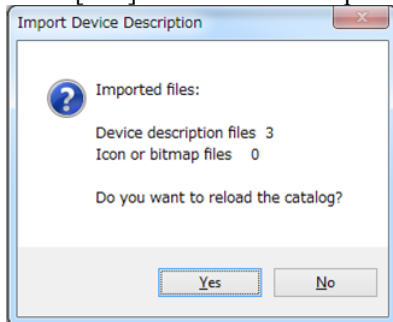 Import Device Description
Imported files:
Device description files 3
Icon or bitmap files 0
Do you want to reload the catalog?
Yes
No